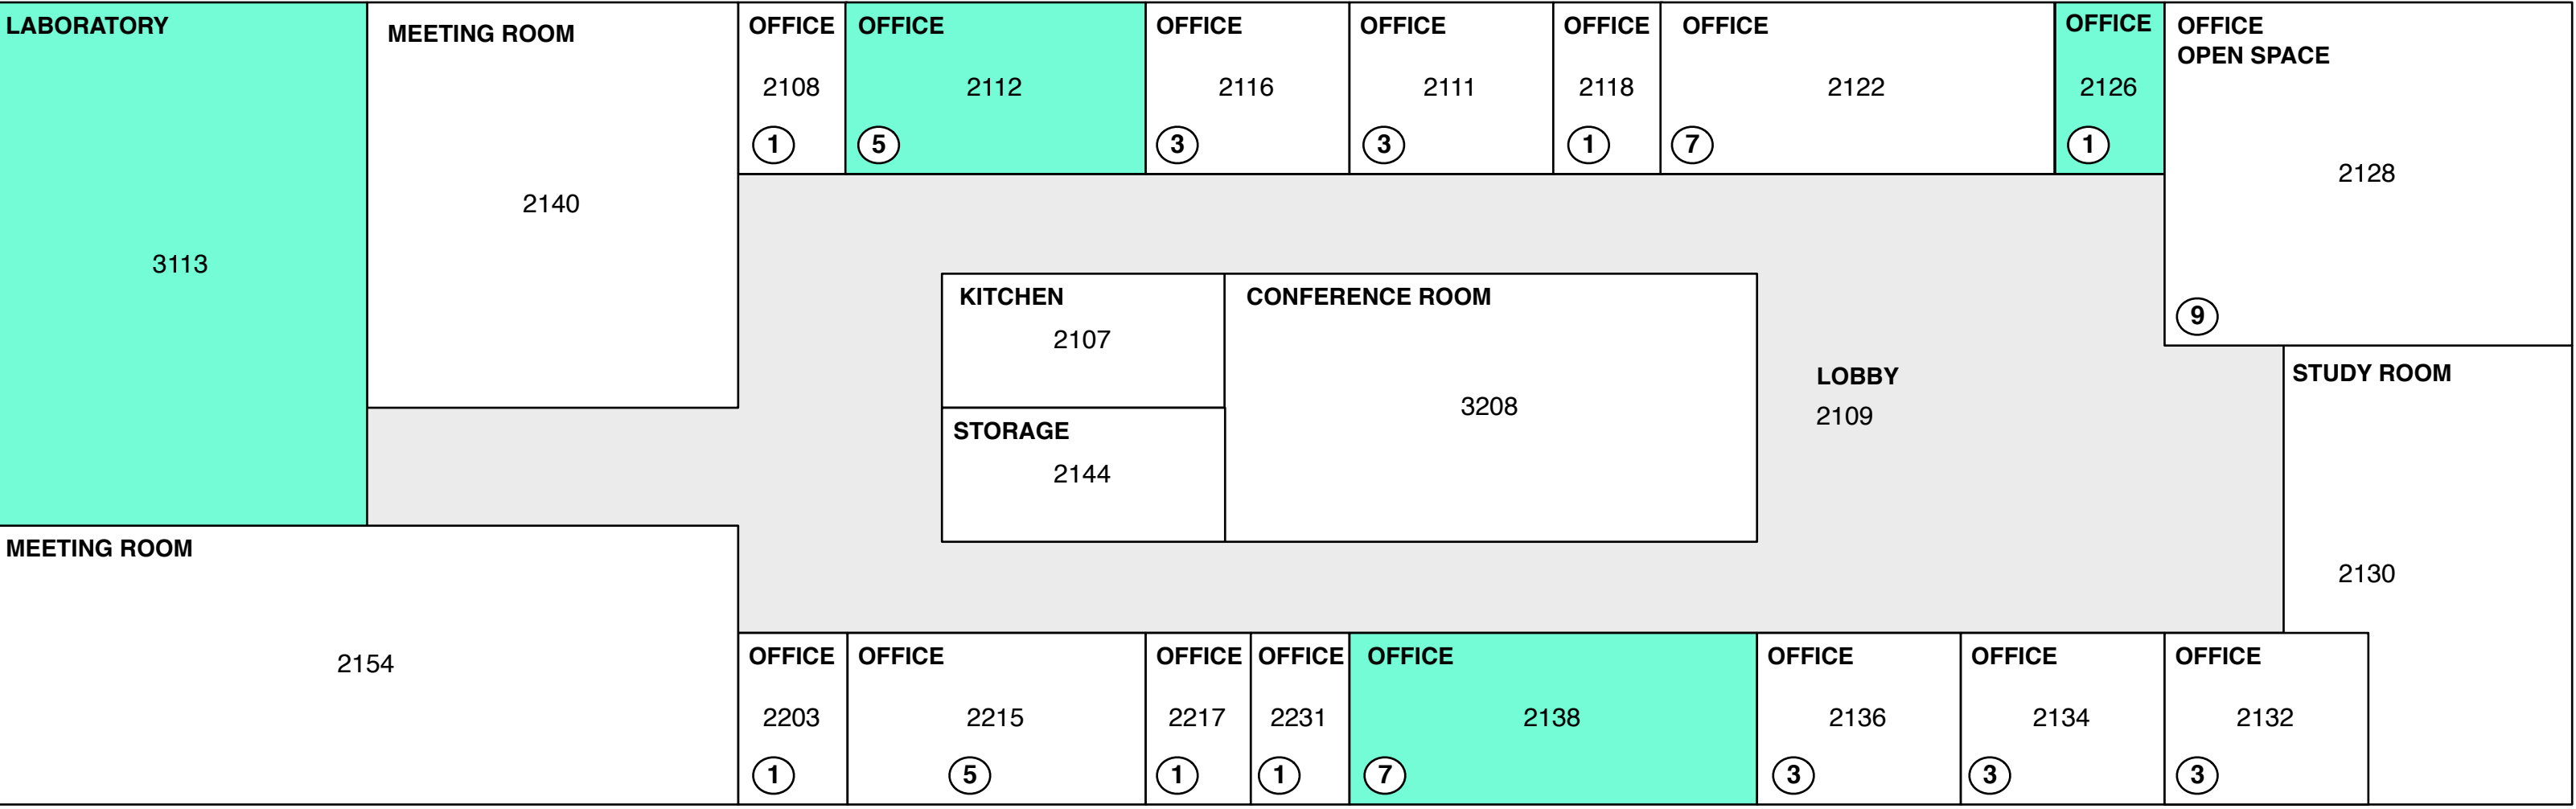 LABORATORY
3113
MEETING ROOM
2140
OFFICE
2108
1
OFFICE
2112
5
OFFICE
2116
3
OFFICE
2111
3
OFFICE
2118
1
OFFICE
2122
7
OFFICE
2126
1
OFFICE
OPEN SPACE
2128
9
KITCHEN
2107
CONFERENCE ROOM
3208
STORAGE
2144
LOBBY
2109
STUDY ROOM
2130
MEETING ROOM
2154
OFFICE
2203
1
OFFICE
2215
5
OFFICE
2217
1
OFFICE
2231
1
OFFICE
2138
7
OFFICE
2136
3
OFFICE
2134
3
OFFICE
2132
3